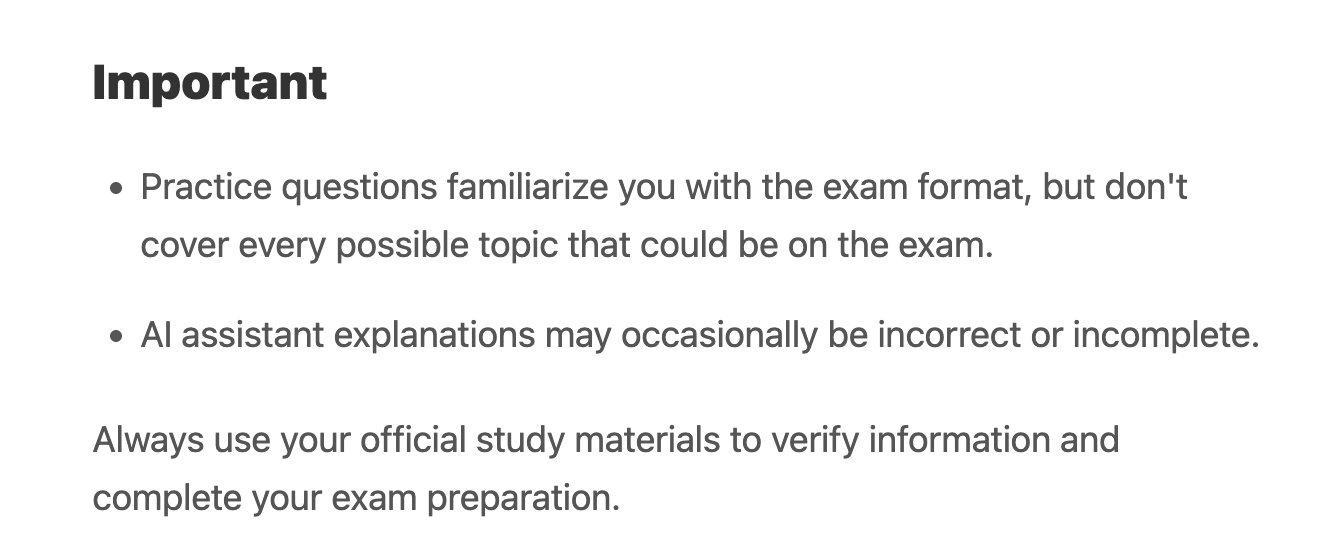 Important
• Practice questions familiarize you with the exam format, but don't
cover every possible topic that could be on the exam.
• AI assistant explanations may occasionally be incorrect or incomplete.
Always use your official study materials to verify information and
complete your exam preparation.